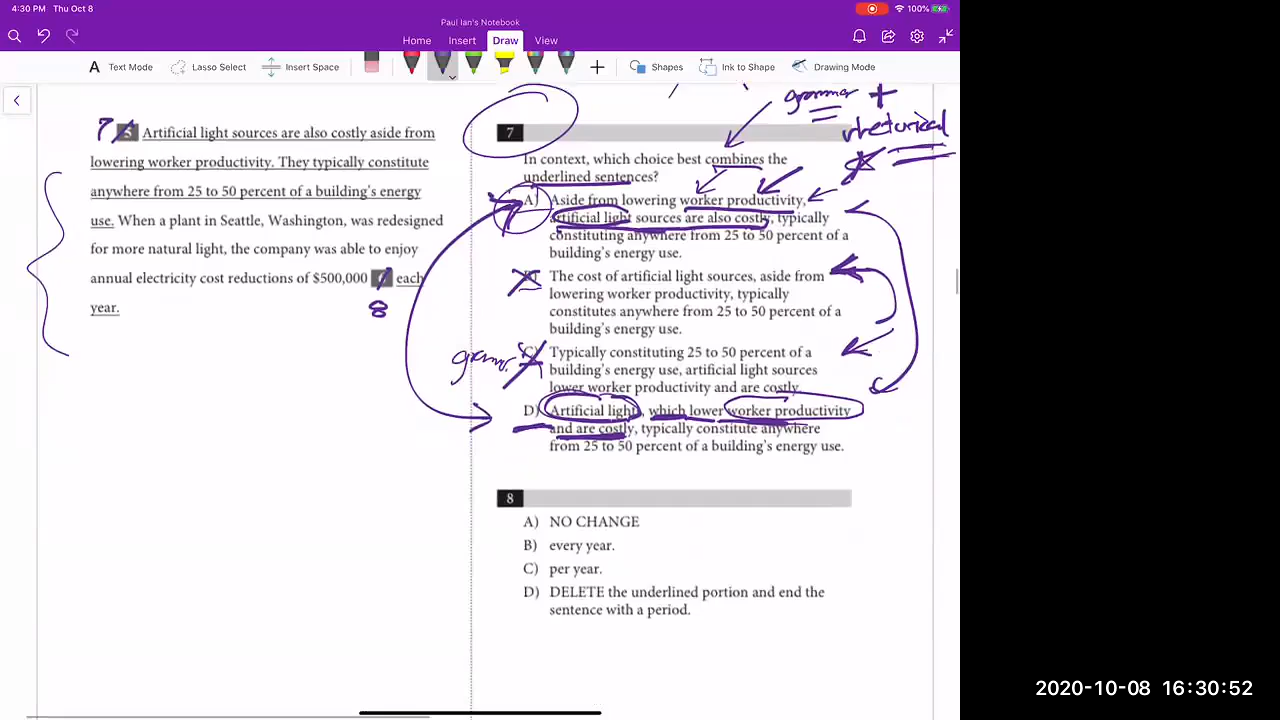 4:30 PM Thu Oct 8
100%
Paul Ian's Notebook
Home Insert Draw View
A Text Mode Lasso Select Insert Space + Shapes Ink to Shape Drawing Mode
grammar +
rhetorical
7
Artificial light sources are also costly aside from
lowering worker productivity. They typically constitute
anywhere from 25 to 50 percent of a building's energy
use. When a plant in Seattle, Washington, was redesigned
for more natural light, the company was able to enjoy
annual electricity cost reductions of $500,000 each
8
year.
7
In context, which choice best combines the
underlined sentences?
A) Aside from lowering worker productivity,
artificial light sources are also costly, typically
constituting anywhere from 25 to 50 percent of a
building's energy use.
The cost of artificial light sources, aside from
lowering worker productivity, typically
constitutes anywhere from 25 to 50 percent of a
building's energy use.
grammar
C) Typically constituting 25 to 50 percent of a
building's energy use, artificial light sources
lower worker productivity and are costly.
D) Artificial light, which lower worker productivity
and are costly, typically constitute anywhere
from 25 to 50 percent of a building's energy use.
8
A) NO CHANGE
B) every year.
C) per year.
D) DELETE the underlined portion and end the
sentence with a period.
2020-10-08 16:30:52